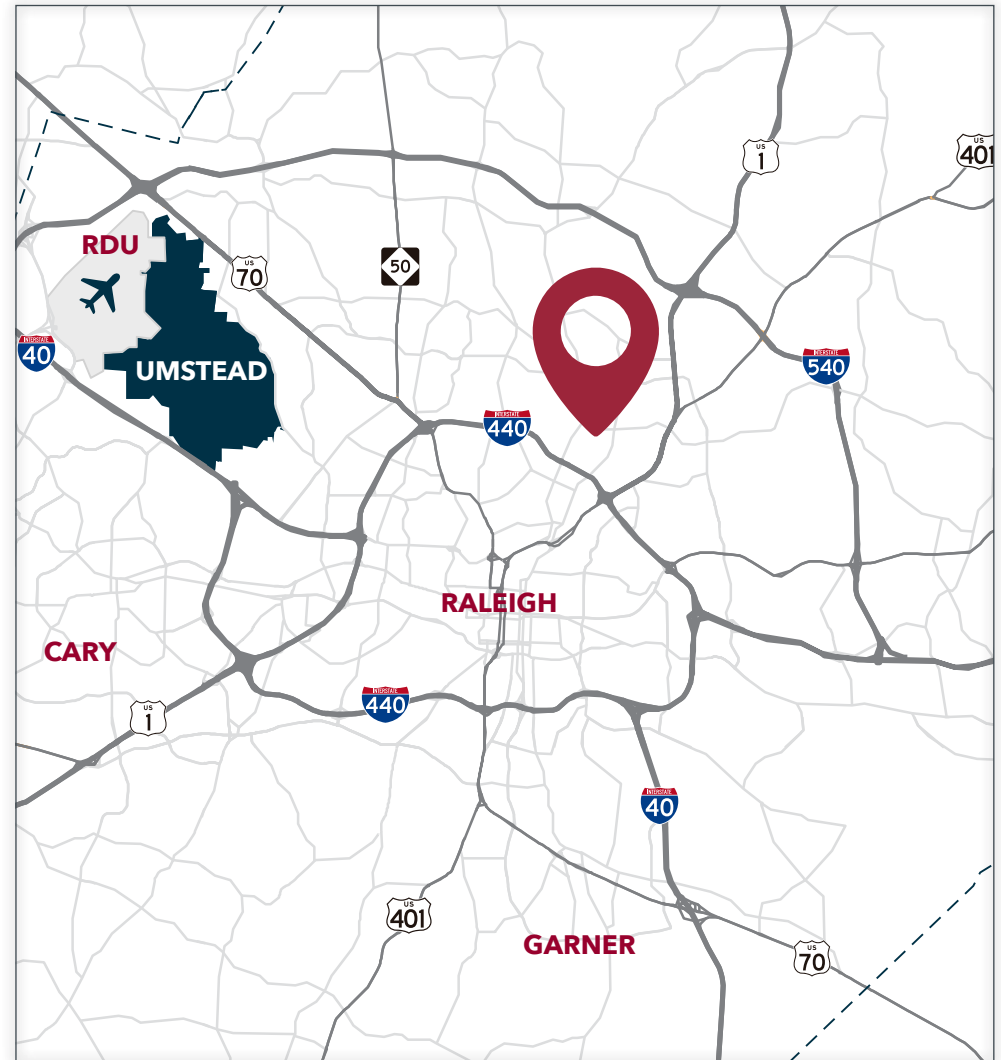 US
1
US
401
RDU
US
70
50
INTERSTATE
40
UMSTEAD
INTERSTATE
540
INTERSTATE
440
RALEIGH
CARY
INTERSTATE
440
US
1
INTERSTATE
40
US
401
GARNER
US
70